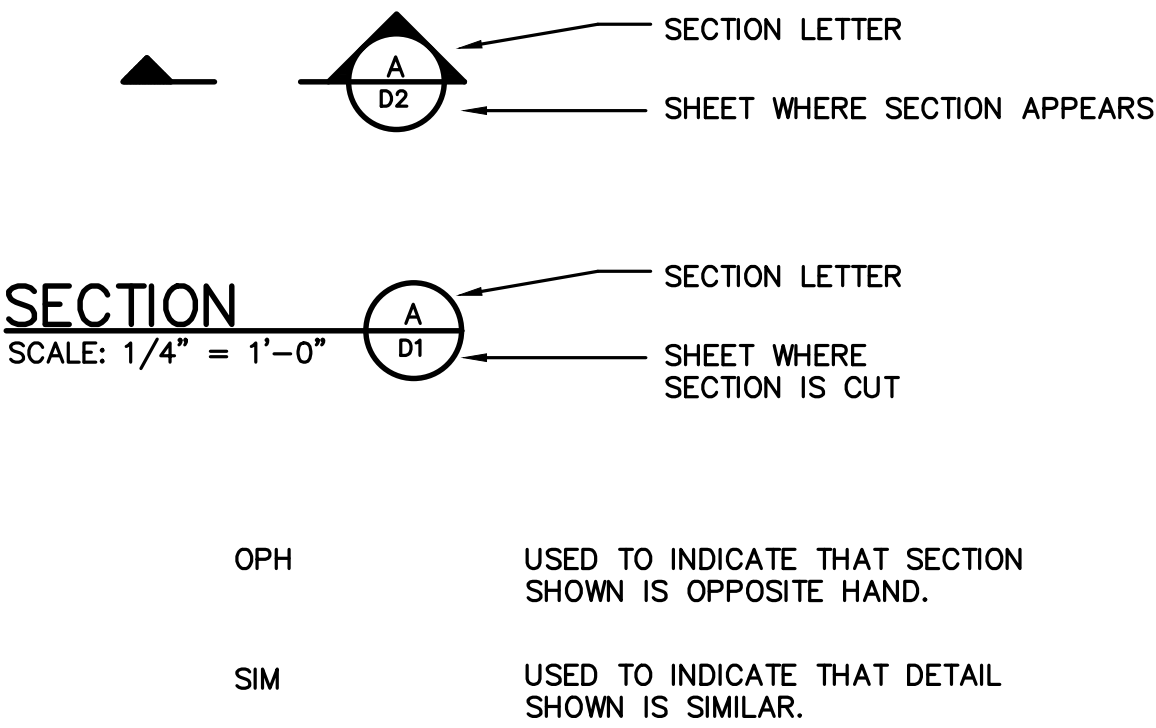 SECTION LETTER
A
D2
SHEET WHERE SECTION APPEARS
SECTION LETTER
SECTION
A
SCALE: 1/4" = 1'-0"
D1
SHEET WHERE
SECTION IS CUT
OPH
USED TO INDICATE THAT SECTION
SHOWN IS OPPOSITE HAND.
SIM
USED TO INDICATE THAT DETAIL
SHOWN IS SIMILAR.